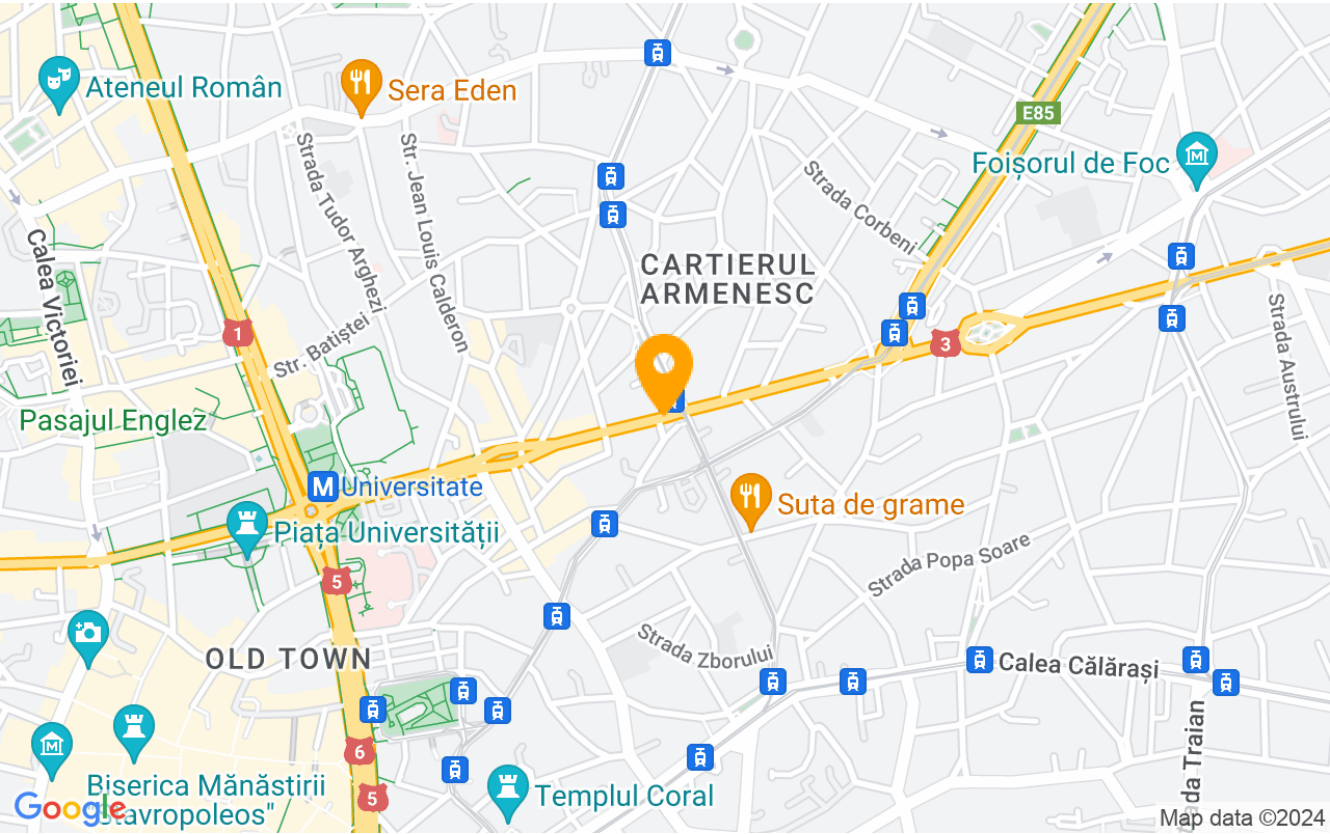 Ateneul Român
Sera Eden
E85
Foișorul de Foc
Strada Tudor Arghezi
Str. Jean Louis Calderon
Strada Corbeni
Calea Victoriei
CARTIERUL
ARMENESC
1
Str. Batiștei
3
Strada Austrului
Pasajul Englez
M Universitate
Suta de grame
Piața Universității
Strada Popa Soare
5
Strada Zborului
OLD TOWN
Calea Călărași
6
Biserica Mănăstirii
Stavropoleos"
5
Templul Coral
ada Traian
Google
Map data ©2024